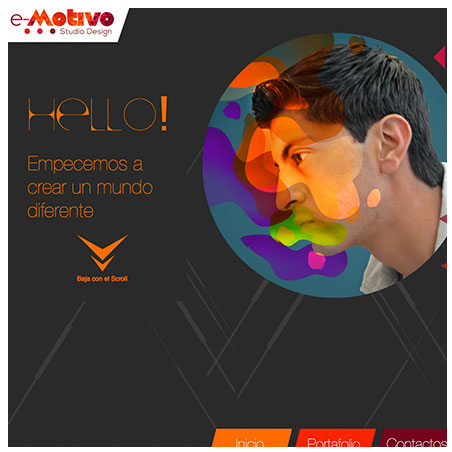 e-Motivo
Studio Design
HELLO!
Empecemos a
crear un mundo
diferente
Baja con el Scroll
Inicio
Portafolio
Contactos